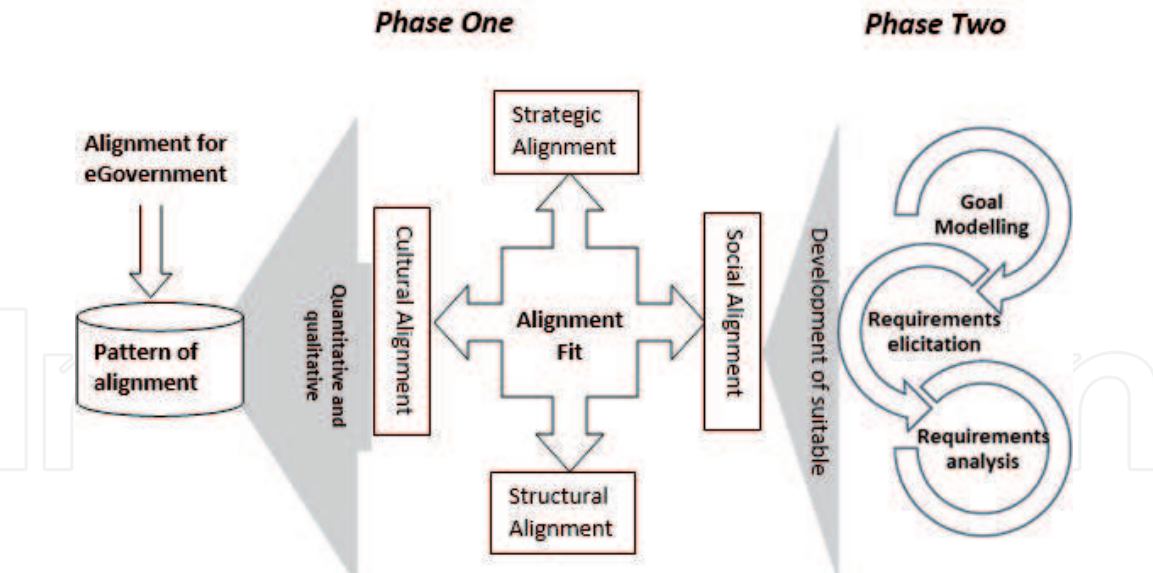 Phase One
Phase Two
Alignment for
eGovernment
Pattern of
alignment
Quantitative and
qualitative
Cultural Alignment
Strategic
Alignment
Alignment
Fit
Structural
Alignment
Social Alignment
Development of suitable
Goal
Modelling
Requirements
elicitation
Requirements
analysis